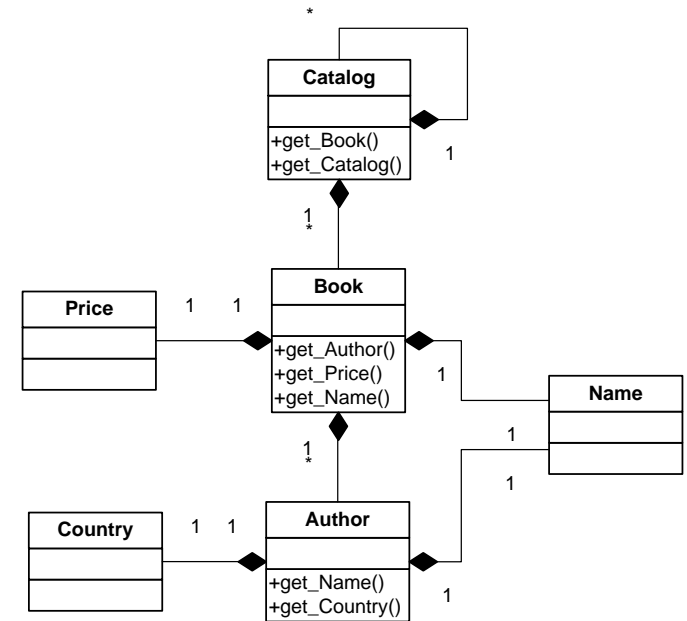 *
Catalog
+get_Book()
+get_Catalog()
1
1
*
Book
Price
1 1
+get_Author()
+get_Price()
+get_Name()
1
Name
1
1
*
1
Author
Country
1 1
+get_Name()
+get_Country()
1